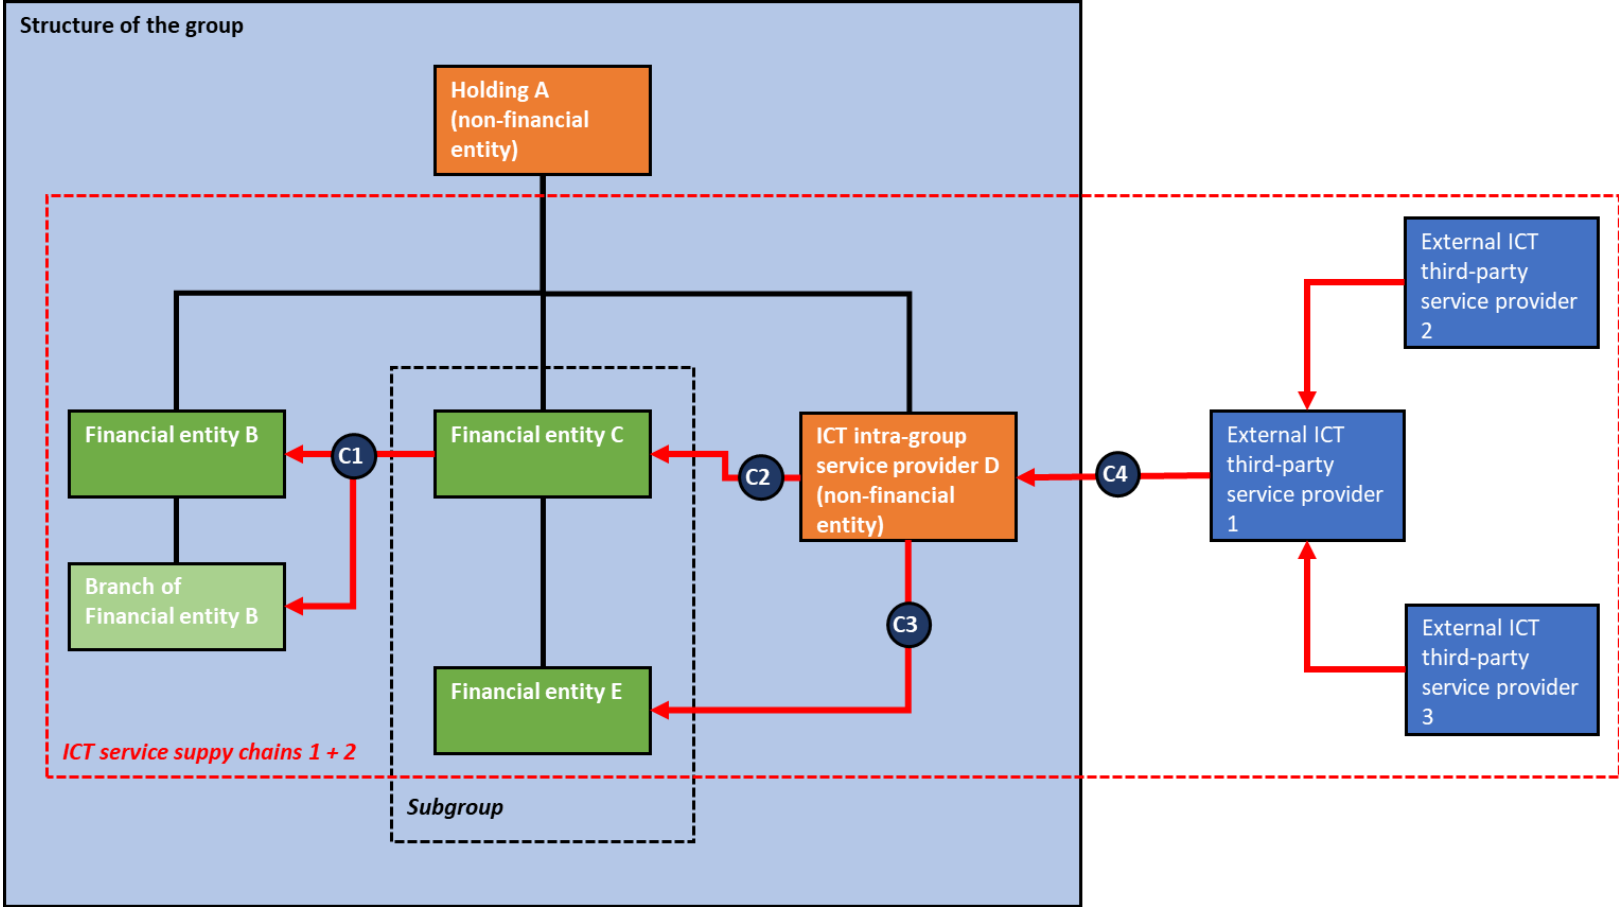 Structure of the group
Holding A
(non-financial
entity)
External ICT
third-party
service provider
2
Financial entity B
C1
Financial entity C
C2
ICT intra-group
service provider D
(non-financial
entity)
C4
External ICT
third-party
service provider
1
Branch of
Financial entity B
C3
Financial entity E
External ICT
third-party
service provider
3
ICT service suppy chains 1 + 2
Subgroup